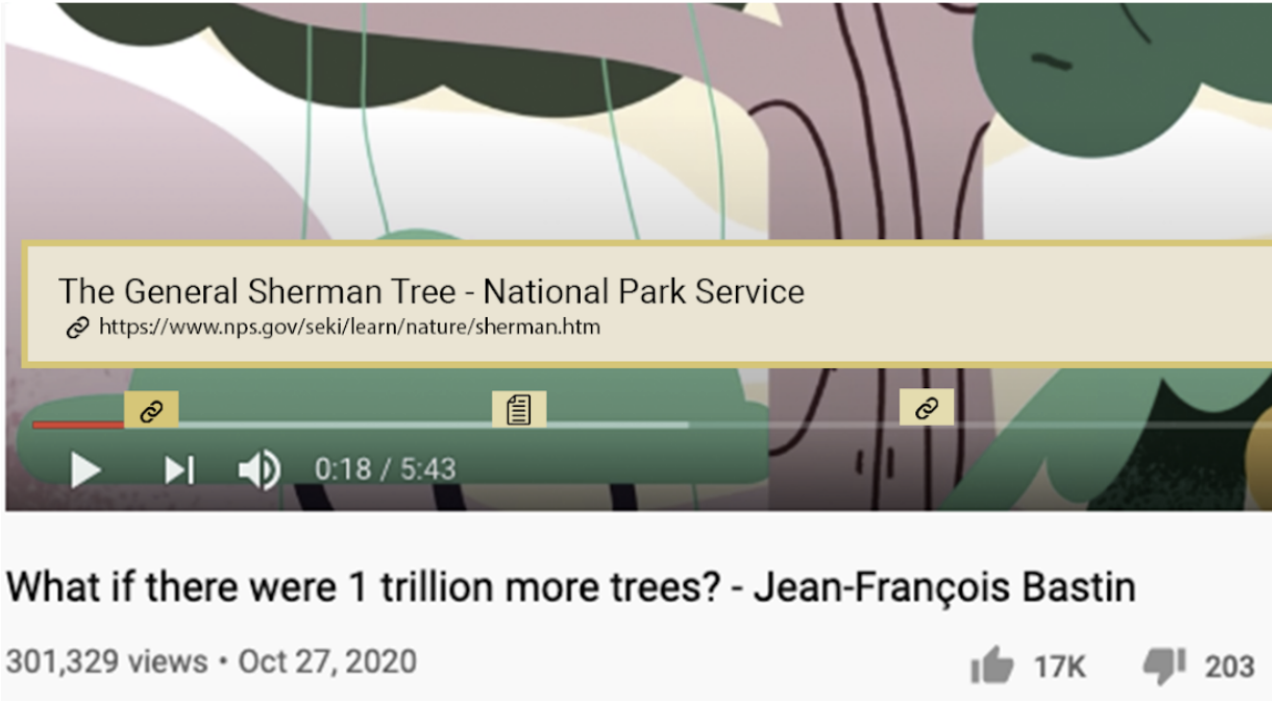 The General Sherman Tree - National Park Service
https://www.nps.gov/seki/learn/nature/sherman.htm
0:18 / 5:43
What if there were 1 trillion more trees? - Jean-François Bastin
301,329 views • Oct 27, 2020
17K
203